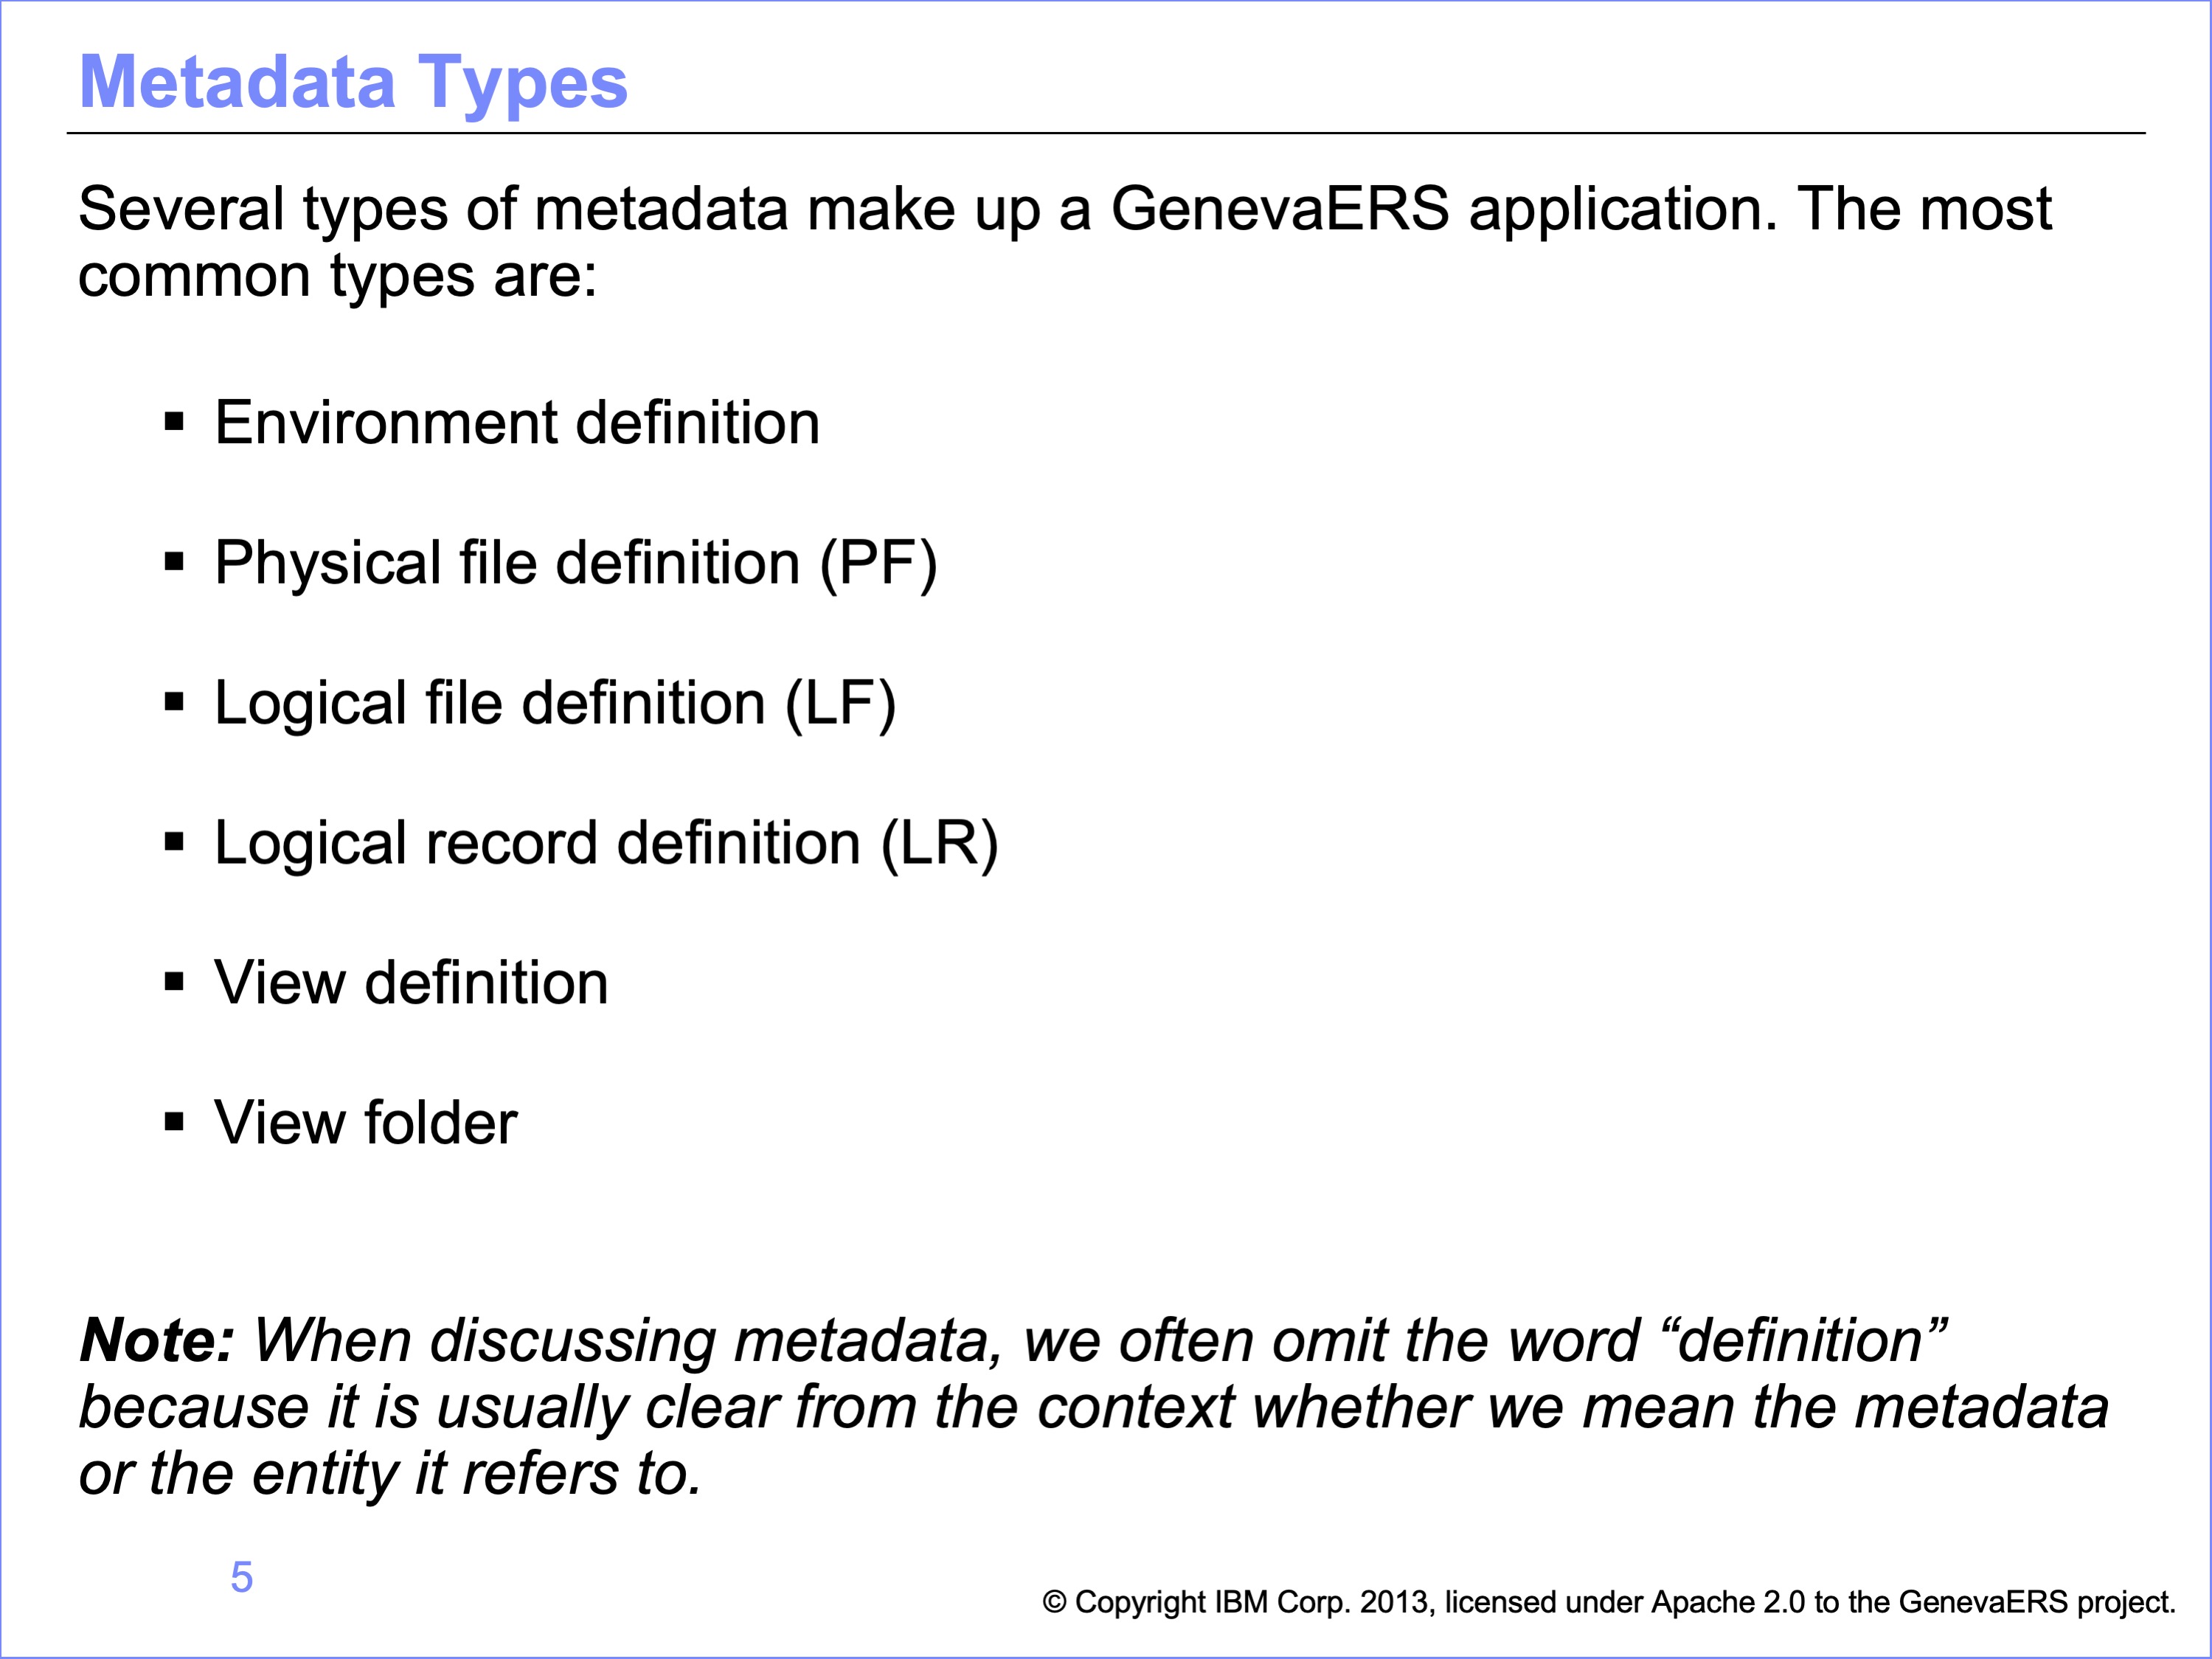 Metadata Types
Several types of metadata make up a GenevaERS application. The most
common types are:
▪ Environment definition
▪ Physical file definition (PF)
▪ Logical file definition (LF)
▪ Logical record definition (LR)
▪ View definition
▪ View folder
Note: When discussing metadata, we often omit the word “definition”
because it is usually clear from the context whether we mean the metadata
or the entity it refers to.
5
© Copyright IBM Corp. 2013, licensed under Apache 2.0 to the GenevaERS project.